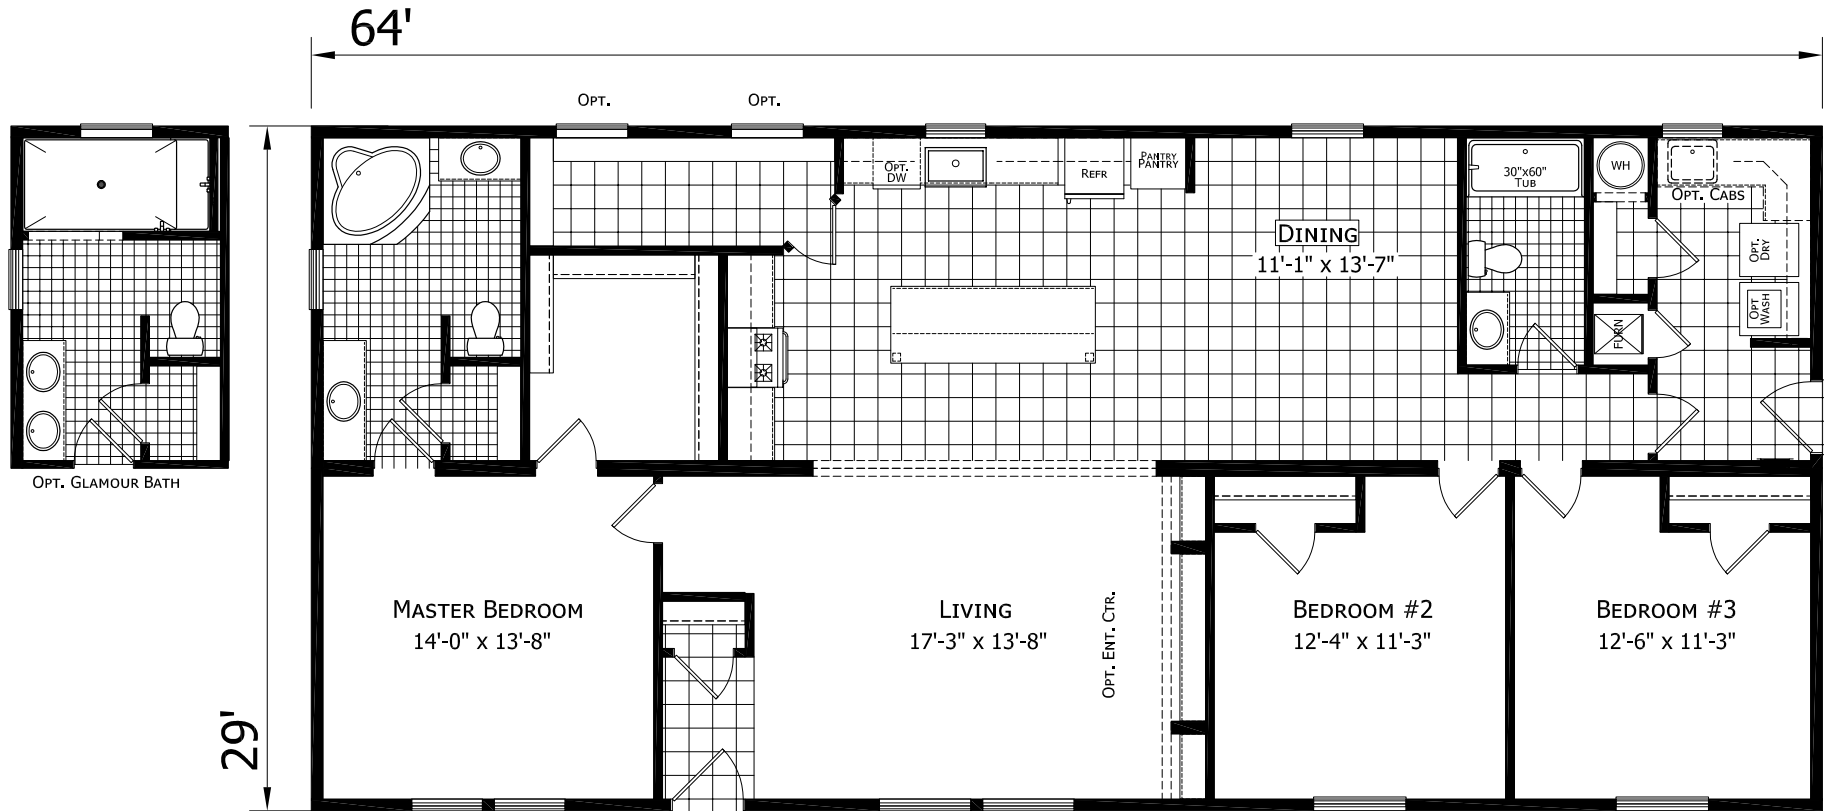 64'
OPT.
OPT.
OPT. DW
REFR
PANTRY
PANTRY
30"x60"
TUB
WH
OPT. CABS
DINING
11'-1" x 13'-7"
OPT. DRY
OPT WASH
FURN
OPT. GLAMOUR BATH
MASTER BEDROOM
14'-0" x 13'-8"
LIVING
17'-3" x 13'-8"
OPT. ENT. CTR.
BEDROOM #2
12'-4" x 11'-3"
BEDROOM #3
12'-6" x 11'-3"
29'